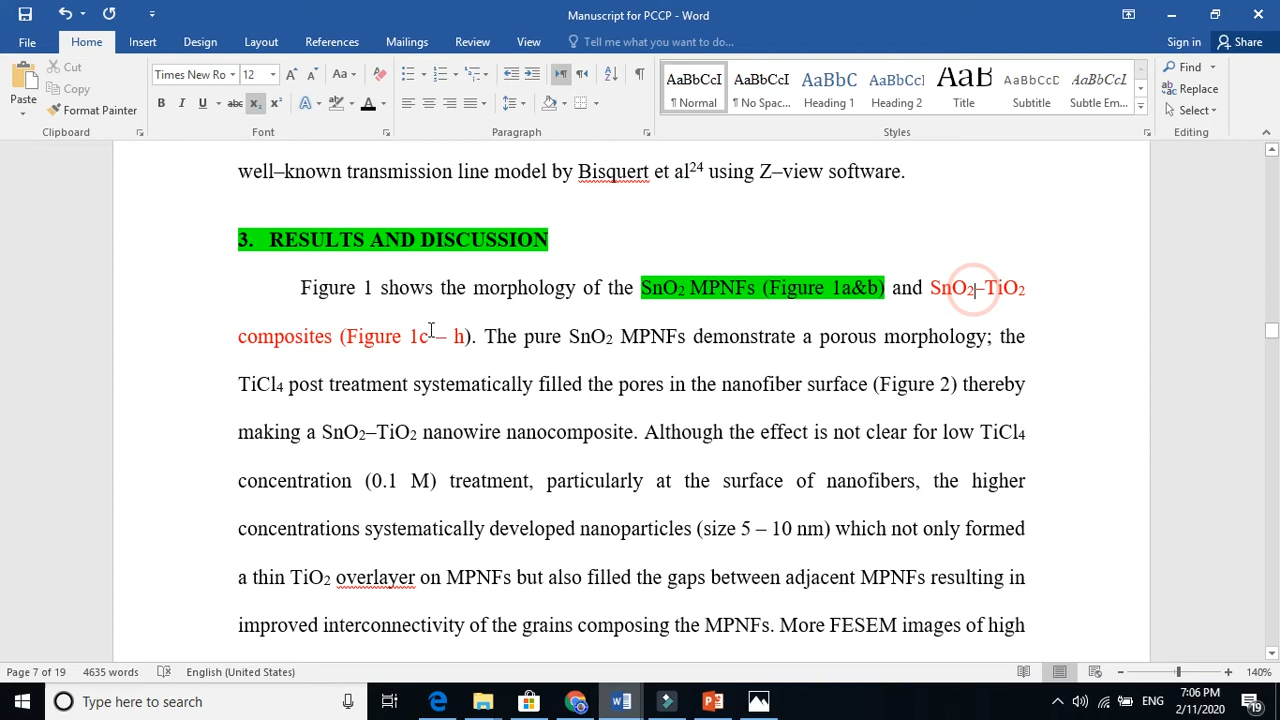 Manuscript for PCCP - Word
File Home Insert Design Layout References Mailings Review View Tell me what you want to do... Sign in Share
Paste Cut Copy Format Painter
Times New Ro 12
AaBbCcI AaBbCcI AaBbC AaBbCcI AaB AaBbCcI AaBbCcI
¶ Normal ¶ No Spac... Heading 1 Heading 2 Title Subtitle Subtle Em...
Find Replace Select
Clipboard Font Paragraph Styles Editing
well–known transmission line model by Bisquert et al24 using Z–view software.
3. RESULTS AND DISCUSSION
Figure 1 shows the morphology of the SnO2 MPNFs (Figure 1a&b) and SnO2–TiO2
composites (Figure 1c – h). The pure SnO2 MPNFs demonstrate a porous morphology; the
TiCl4 post treatment systematically filled the pores in the nanofiber surface (Figure 2) thereby
making a SnO2–TiO2 nanowire nanocomposite. Although the effect is not clear for low TiCl4
concentration (0.1 M) treatment, particularly at the surface of nanofibers, the higher
concentrations systematically developed nanoparticles (size 5 – 10 nm) which not only formed
a thin TiO2 overlayer on MPNFs but also filled the gaps between adjacent MPNFs resulting in
improved interconnectivity of the grains composing the MPNFs. More FESEM images of high
Page 7 of 19 4635 words English (United States) 140%
Type here to search ENG 7:06 PM
2/11/2020 19